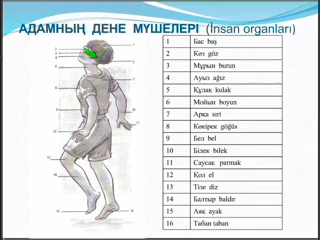 АДАМНЫҢ ДЕНЕ МҮШЕЛЕРІ (İnsan organları)
1 Бас baş
2 Көз göz
3 Мұрын burun
4 Ауыз ağız
5 Құлақ kulak
6 Мойын boyun
7 Арқа sırt
8 Көкірек göğüs
9 Бел bel
10 Білек bilek
11 Саусақ parmak
12 Қол el
13 Тізе diz
14 Балтыр baldır
15 Аяқ ayak
16 Табан taban